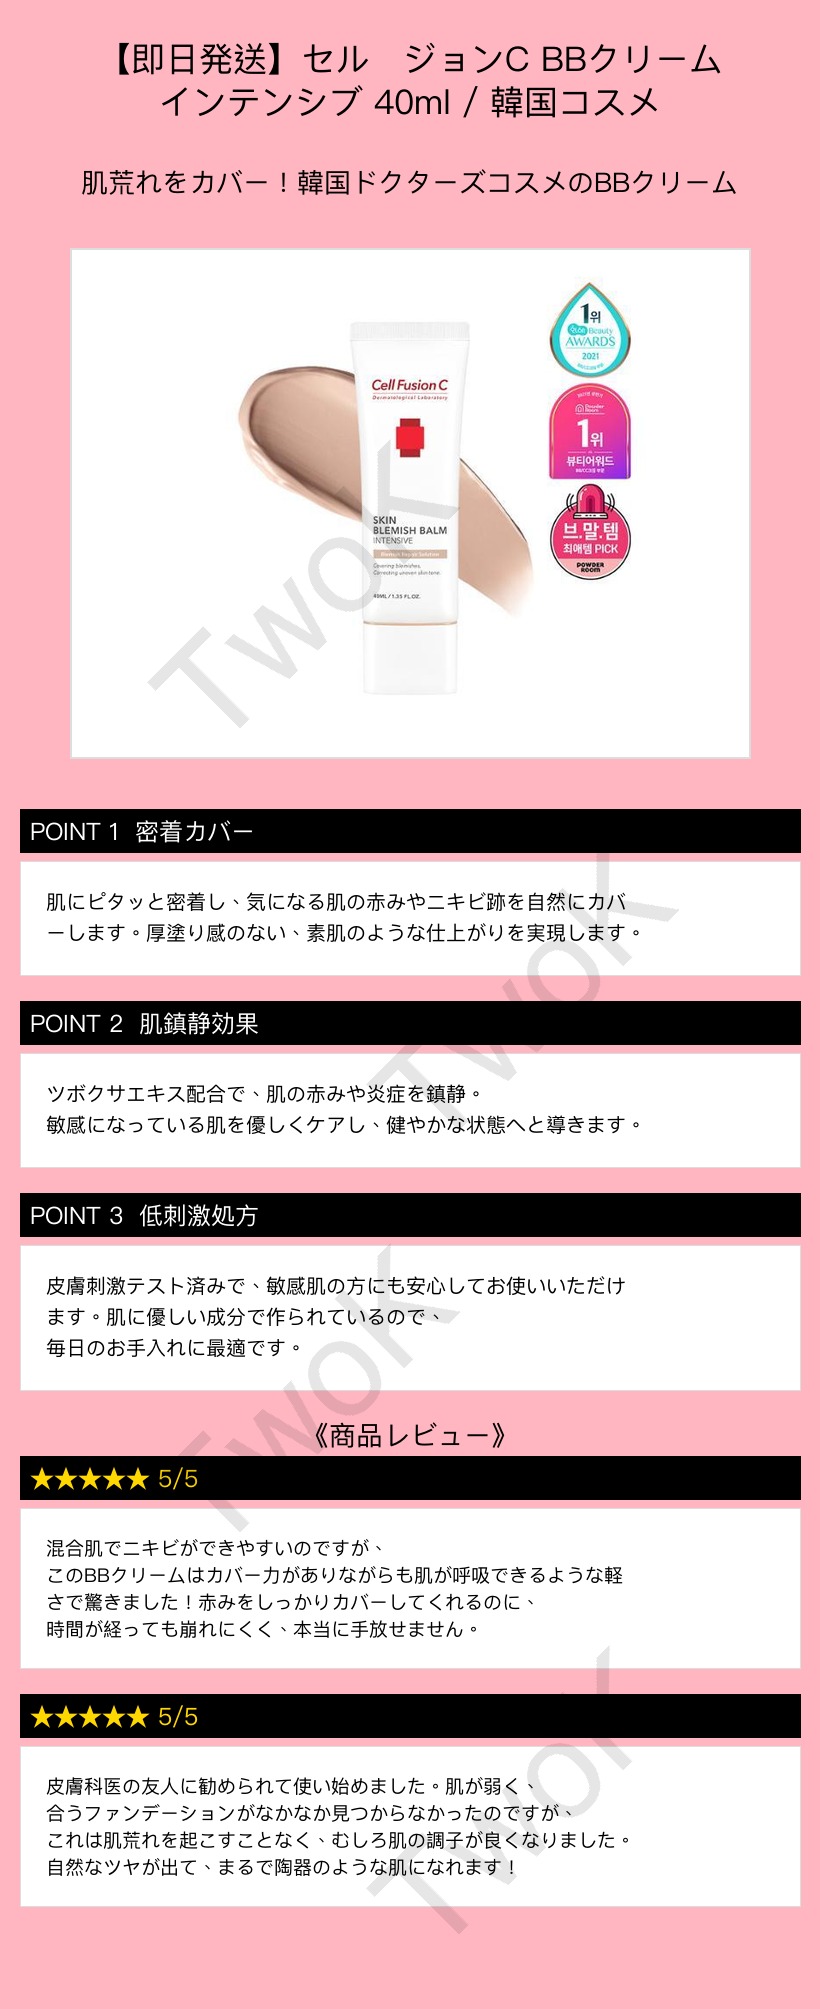 【即日発送】セル　ジョンC BBクリーム
インテンシブ 40ml / 韓国コスメ
肌荒れをカバー！韓国ドクターズコスメのBBクリーム
1위
Beauty
AWARDS
2021
Cell Fusion C
Dermatological Laboratory
Powder Room
1위
뷰티어워드
SKIN
BLEMISH BALM
INTENSIVE
Blemish Repair Solution
Covering blemishes,
Correcting uneven skin tone.
40ML / 1.35 FL.OZ.
브.말.템
최애템 PICK
POWDER ROOM
TwoK
POINT 1 密着カバー
肌にピタッと密着し、気になる肌の赤みやニキビ跡を自然にカバ
ーします。厚塗り感のない、素肌のような仕上がりを実現します。
TwoK
POINT 2 肌鎮静効果
ツボクサエキス配合で、肌の赤みや炎症を鎮静。
敏感になっている肌を優しくケアし、健やかな状態へと導きます。
POINT 3 低刺激処方
皮膚刺激テスト済みで、敏感肌の方にも安心してお使いいただけ
ます。肌に優しい成分で作られているので、
毎日のお手入れに最適です。
TwoK
《商品レビュー》
★★★★★ 5/5
混合肌でニキビができやすいのですが、
このBBクリームはカバー力がありながらも肌が呼吸できるような軽
さで驚きました！赤みをしっかりカバーしてくれるのに、
時間が経っても崩れにくく、本当に手放せません。
★★★★★ 5/5
皮膚科医の友人に勧められて使い始めました。肌が弱く、
合うファンデーションがなかなか見つからなかったのですが、
これは肌荒れを起こすことなく、むしろ肌の調子が良くなりました。
自然なツヤが出て、まるで陶器のような肌になれます！
TwoK